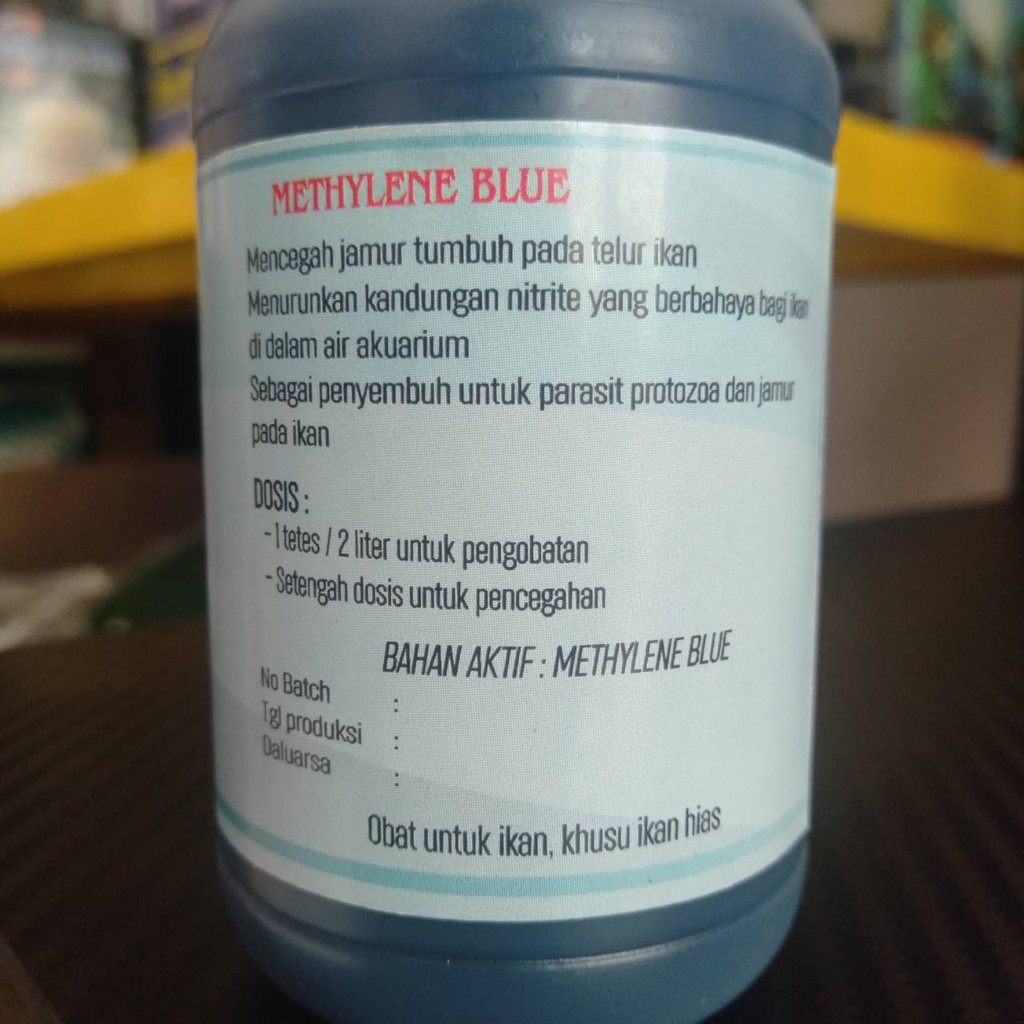 METHYLENE BLUE
Mencegah jamur tumbuh pada telur ikan
Menurunkan kandungan nitrite yang berbahaya bagi ikan
di dalam air akuarium
Sebagai penyembuh untuk parasit protozoa dan jamur
pada ikan
DOSIS :
- 1 tetes / 2 liter untuk pengobatan
- Setengah dosis untuk pencegahan
BAHAN AKTIF : METHYLENE BLUE
No Batch :
Tgl produksi :
Daluarsa :
Obat untuk ikan, khusu ikan hias